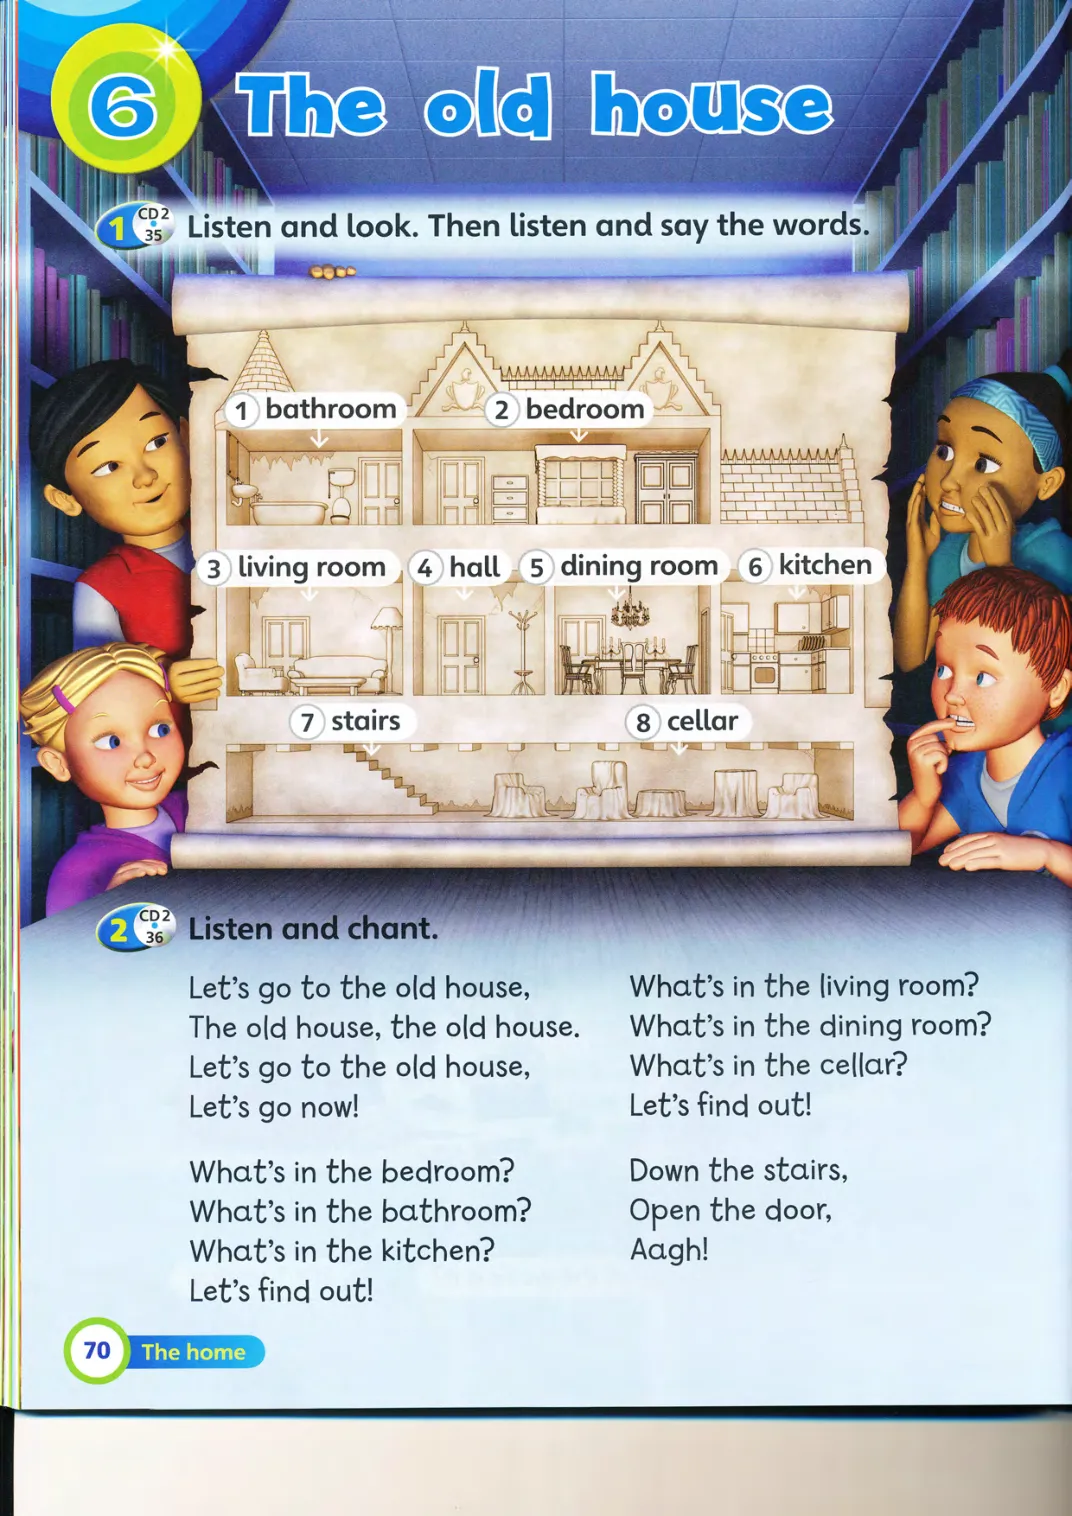 6
The old house
1 CD2 35 Listen and look. Then listen and say the words.
1 bathroom
2 bedroom
3 living room
4 hall
5 dining room
6 kitchen
7 stairs
8 cellar
2 CD2 36 Listen and chant.
Let's go to the old house,
The old house, the old house.
Let's go to the old house,
Let's go now!
What's in the bedroom?
What's in the bathroom?
What's in the kitchen?
Let's find out!
What's in the living room?
What's in the dining room?
What's in the cellar?
Let's find out!
Down the stairs,
Open the door,
Aagh!
70 The home